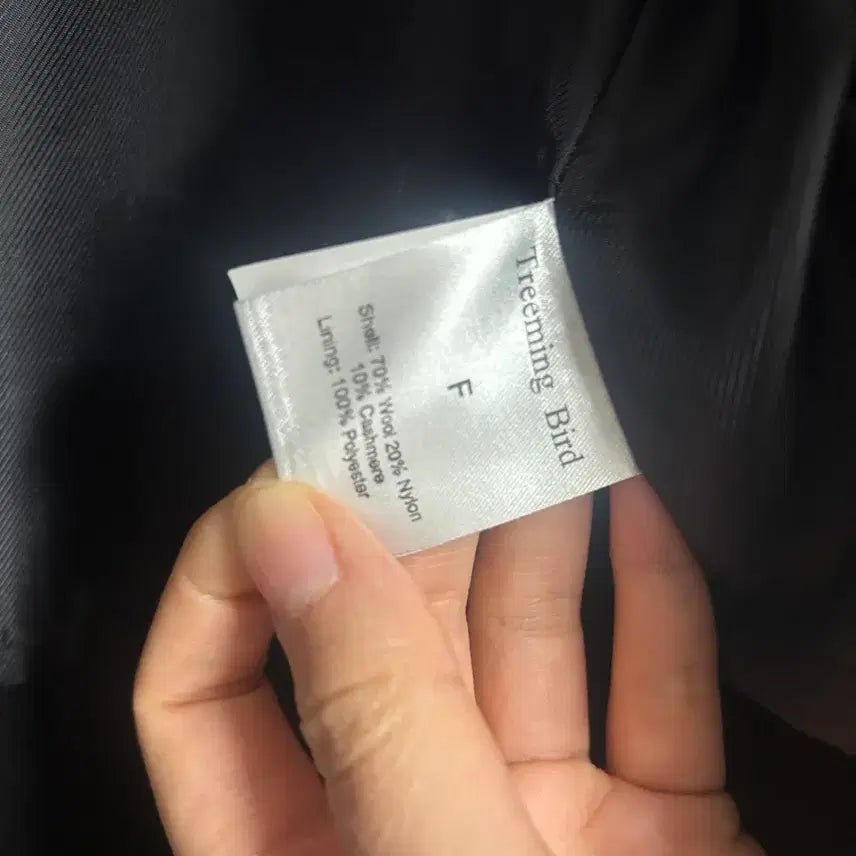 Treeming Bird
F
Shell: 70% Wool 20% Nylon
10% Cashmere
Lining: 100% Polyester